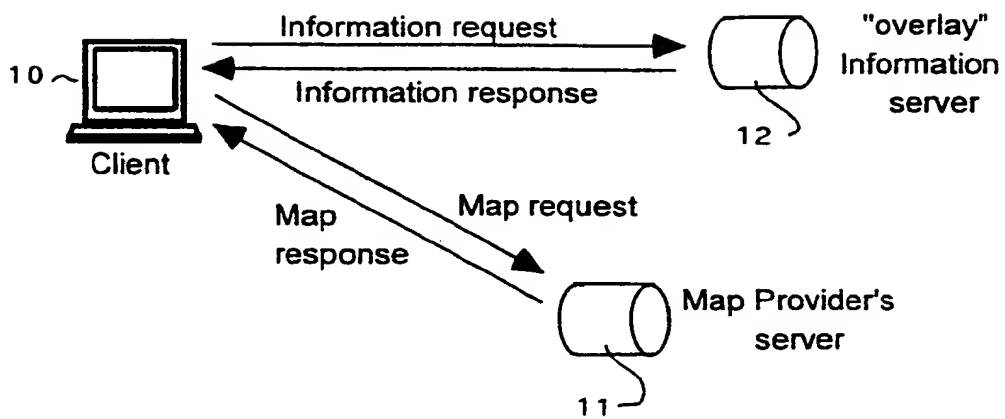 Information request
"overlay"
Information
server
10
Information response
12
Client
Map request
Map
response
Map Provider's
server
11